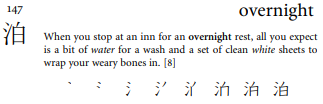 147 overnight
泊
When you stop at an inn for an overnight rest, all you expect
is a bit of water for a wash and a set of clean white sheets to
wrap your weary bones in. [8]